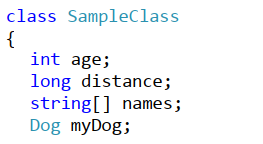 class SampleClass
{
int age;
long distance;
string[] names;
Dog myDog;